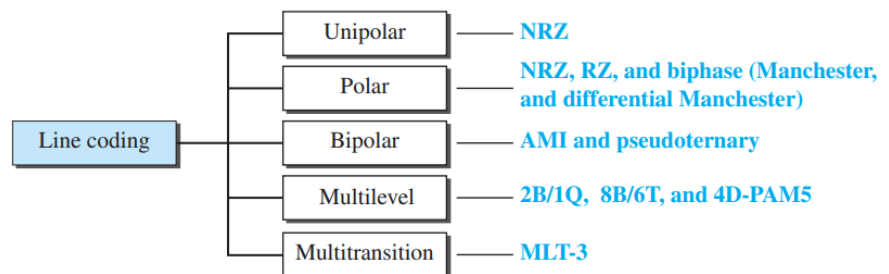 Unipolar
NRZ
Polar
NRZ, RZ, and biphase (Manchester,
and differential Manchester)
Line coding
Bipolar
AMI and pseudoternary
Multilevel
2B/1Q, 8B/6T, and 4D-PAM5
Multitransition
MLT-3